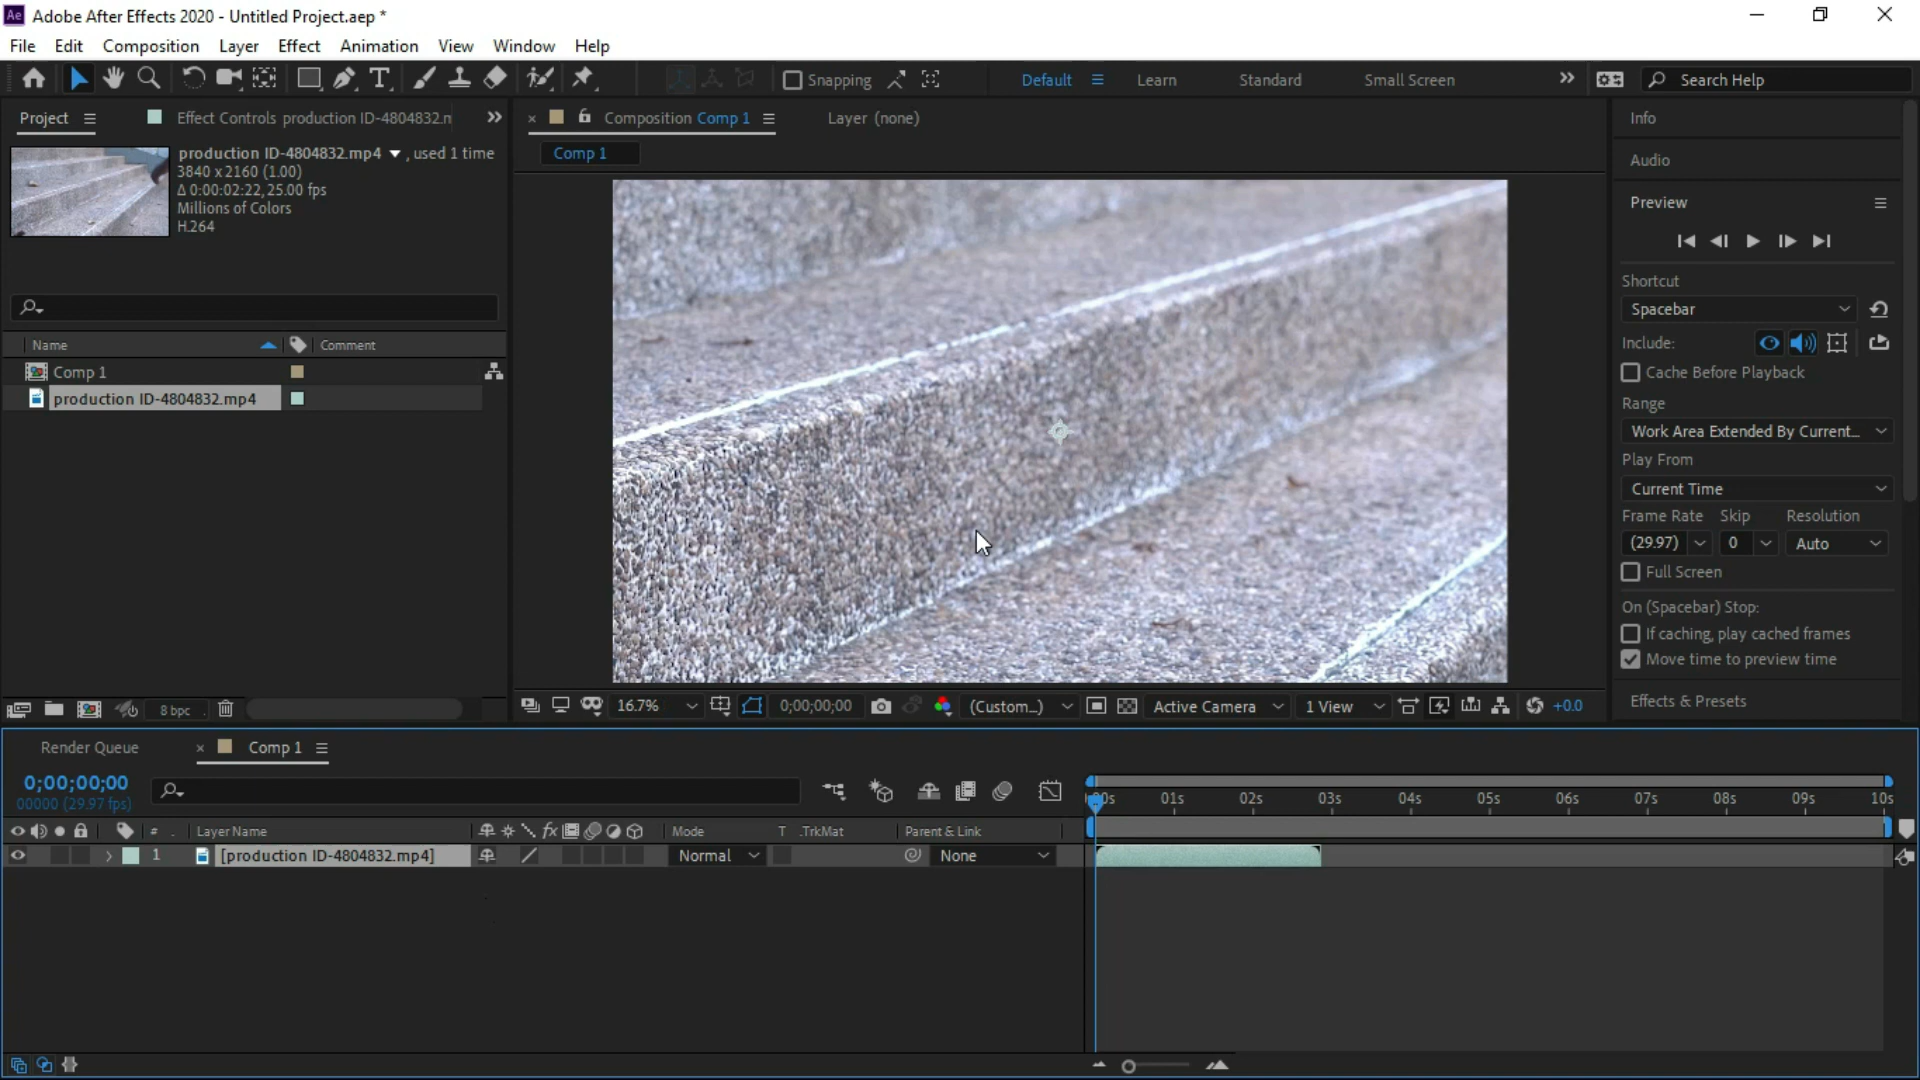 Adobe After Effects 2020 - Untitled Project.aep *
File Edit Composition Layer Effect Animation View Window Help
Snapping
Default
Learn
Standard
Small Screen
Search Help
Project
Effect Controls production ID-4804832.n
production ID-4804832.mp4 , used 1 time
3840 x 2160 (1.00)
Δ 0:00:02:22, 25.00 fps
Millions of Colors
H.264
Name
Comment
Comp 1
production ID-4804832.mp4
8 bpc
Composition Comp 1
Layer (none)
Comp 1
16.7%
0;00;00;00
(Custom...)
Active Camera
1 View
+0.0
Info
Audio
Preview
Shortcut
Spacebar
Include:
Cache Before Playback
Range
Work Area Extended By Current...
Play From
Current Time
Frame Rate Skip Resolution
(29.97) 0 Auto
Full Screen
On (Spacebar) Stop:
If caching, play cached frames
Move time to preview time
Effects & Presets
Render Queue
Comp 1
0;00;00;00
00000 (29.97 fps)
01s 02s 03s 04s 05s 06s 07s 08s 09s 10s
# Layer Name
Mode
T .TrkMat
Parent & Link
1 [production ID-4804832.mp4]
Normal
None